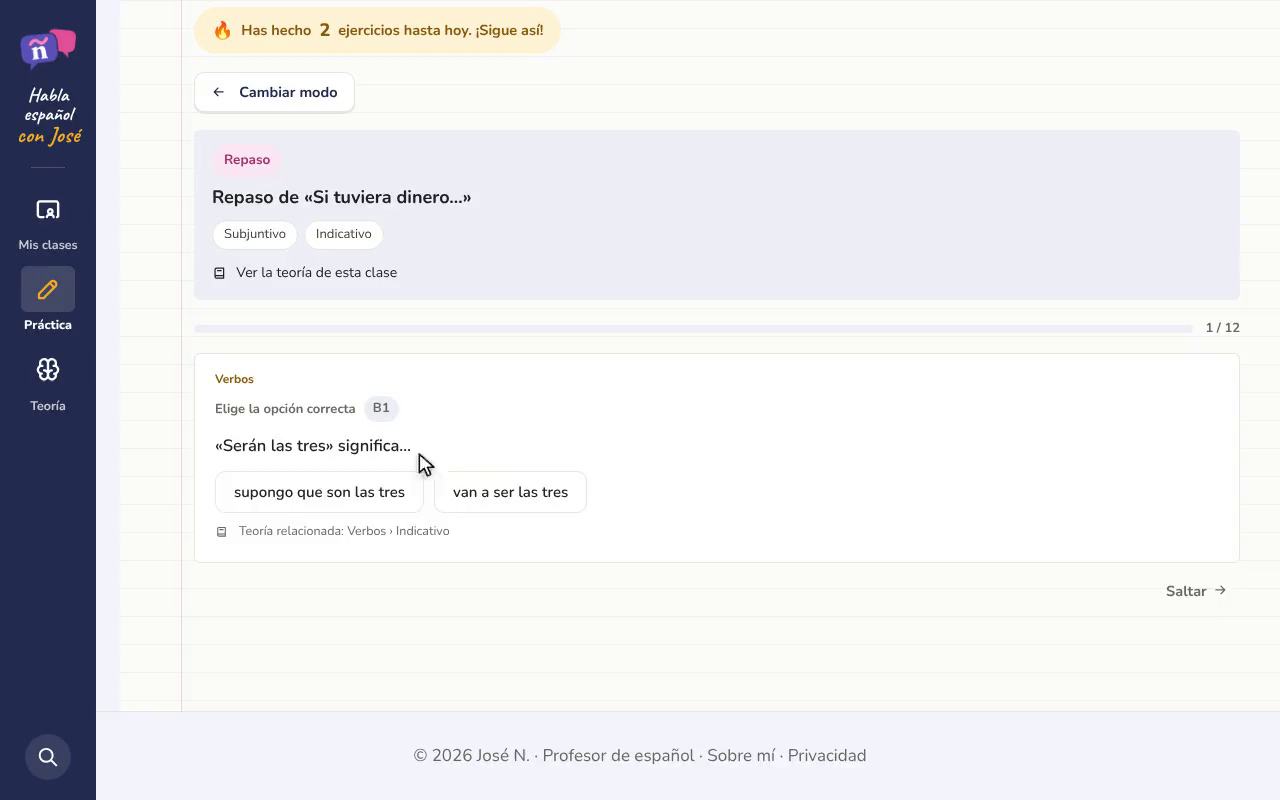 ñ
Habla
español
con José
Mis clases
Práctica
Teoría
🔥 Has hecho 2 ejercicios hasta hoy. ¡Sigue así!
← Cambiar modo
Repaso
Repaso de «Si tuviera dinero...»
Subjuntivo Indicativo
Ver la teoría de esta clase
1 / 12
Verbos
Elige la opción correcta B1
«Serán las tres» significa...
supongo que son las tres van a ser las tres
Teoría relacionada: Verbos › Indicativo
Saltar →
© 2026 José N. · Profesor de español · Sobre mí · Privacidad